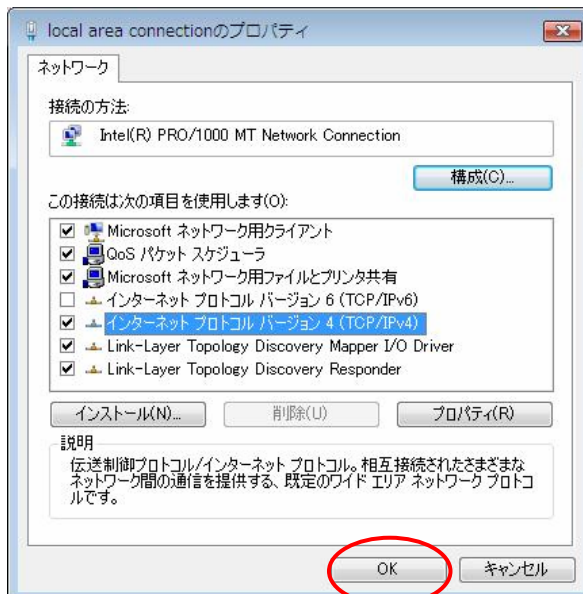 local area connectionのプロパティ
ネットワーク
接続の方法:
Intel(R) PRO/1000 MT Network Connection
構成(C)...
この接続は次の項目を使用します(O):
Microsoft ネットワーク用クライアント
QoS パケット スケジューラ
Microsoft ネットワーク用ファイルとプリンタ共有
インターネット プロトコル バージョン 6 (TCP/IPv6)
インターネット プロトコル バージョン 4 (TCP/IPv4)
Link-Layer Topology Discovery Mapper I/O Driver
Link-Layer Topology Discovery Responder
インストール(N)... 削除(U) プロパティ(R)
説明
伝送制御プロトコル/インターネット プロトコル。相互接続されたさまざまな
ネットワーク間の通信を提供する、既定のワイド エリア ネットワーク プロトコ
ルです。
OK キャンセル